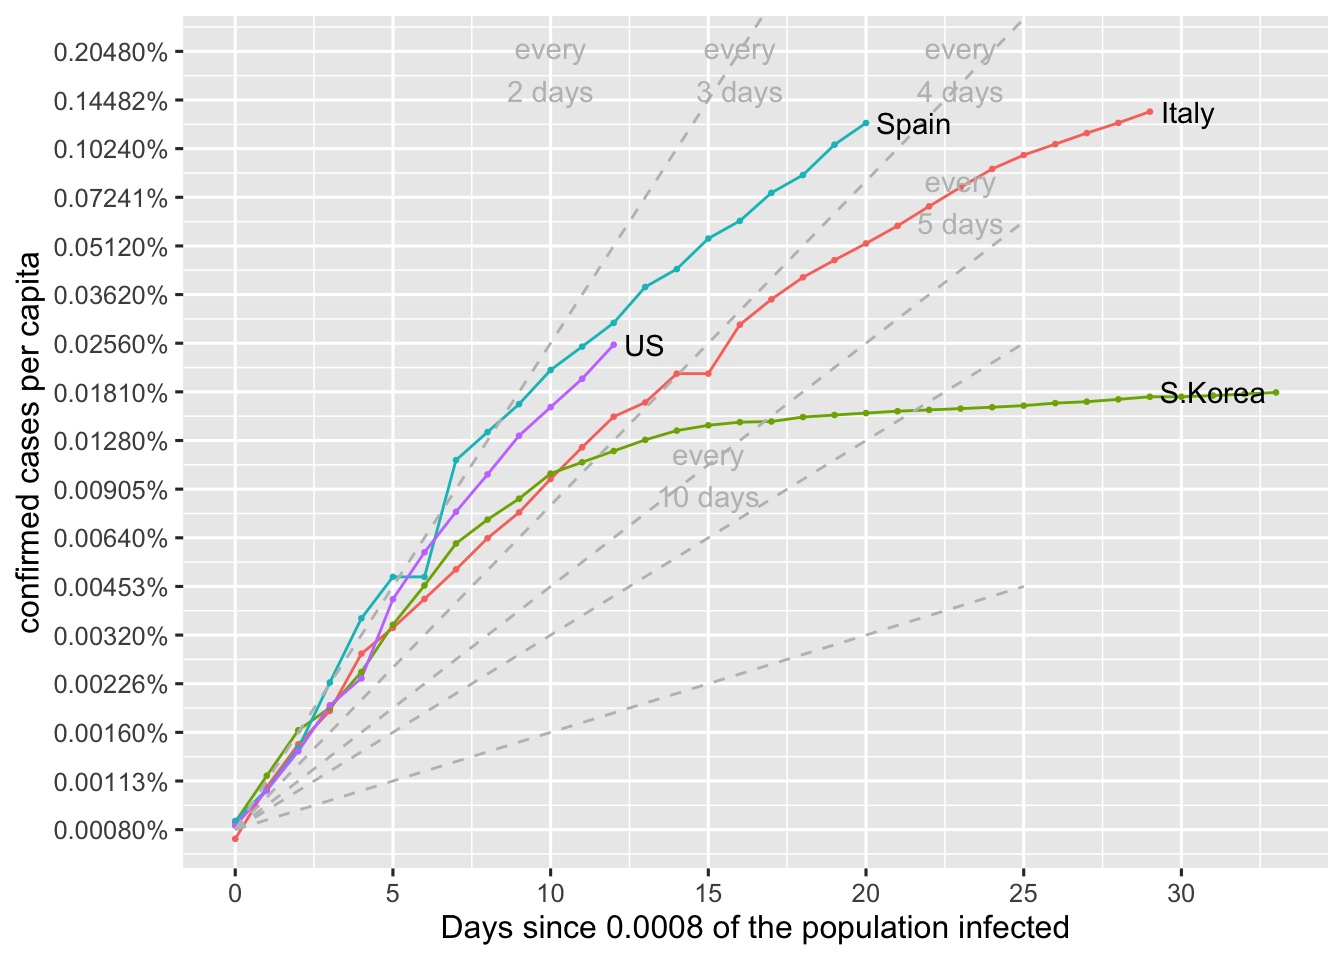 0.20480%
0.14482%
0.10240%
0.07241%
0.05120%
0.03620%
0.02560%
0.01810%
0.01280%
0.00905%
0.00640%
0.00453%
0.00320%
0.00226%
0.00160%
0.00113%
0.00080%
confirmed cases per capita
every
2 days
every
3 days
every
4 days
Spain
Italy
every
5 days
US
S.Korea
every
10 days
0 5 10 15 20 25 30
Days since 0.0008 of the population infected